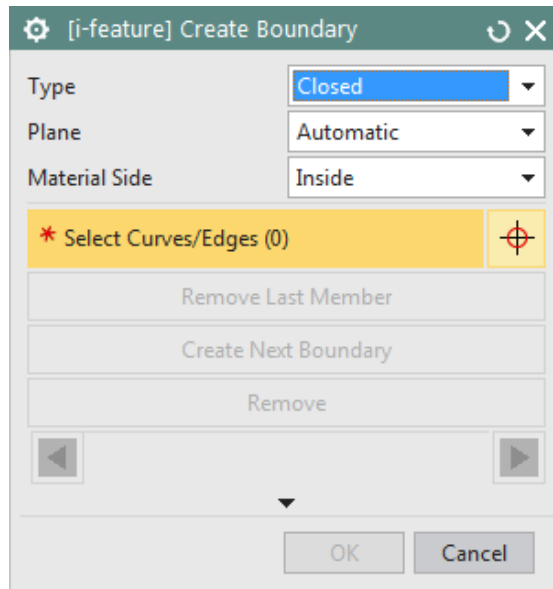 [i-feature] Create Boundary
Type Closed
Plane Automatic
Material Side Inside
* Select Curves/Edges (0)
Remove Last Member
Create Next Boundary
Remove
OK Cancel